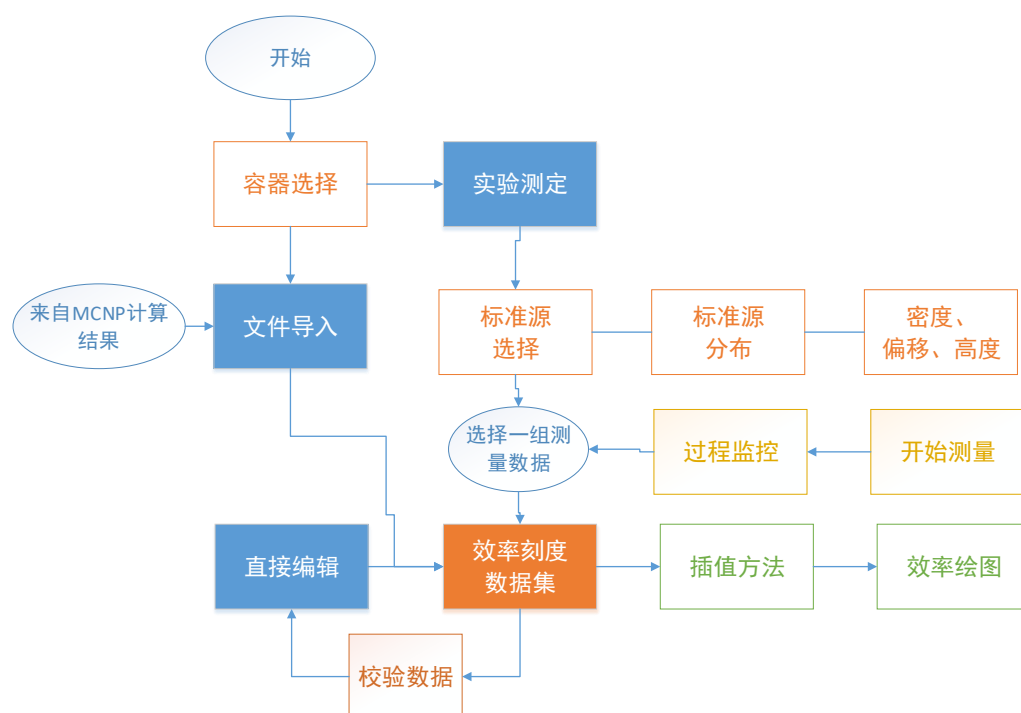 开始
容器选择
实验测定
来自MCNP计算
结果
文件导入
标准源
选择
标准源
分布
密度、
偏移、高度
选择一组测
量数据
过程监控
开始测量
直接编辑
效率刻度
数据集
插值方法
效率绘图
校验数据